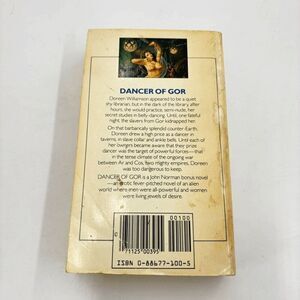 DANCER OF GOR
Doreen Williamson appeared to be a quiet
shy librarian, but in the dark of the library, after
hours, she would practice, semi-nude, her
secret studies in belly-dancing. Until, one fateful
night, the slavers from Gor kidnapped her.
On that barbarically splendid counter-Earth,
Doreen drew a high price as a dancer in
taverns, in slave collar and ankle bells. Until each of
her owners became aware that their prize
dancer was the target of powerful forces—that
in the tense climate of the ongoing war
between Ar and Cos, two mighty empires, Doreen
was too dangerous to keep.
DANCER OF GOR is a John Norman bonus novel
—an erotic fever-pitched novel of an alien
world where men were all-powerful and women
were living jewels of desire.
00100
71125 00395
ISBN 0-88677-100-5